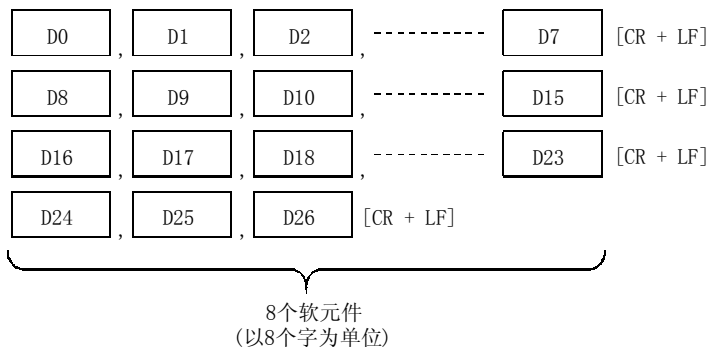 D0 , D1 , D2 , D7 [CR + LF]
D8 , D9 , D10 , D15 [CR + LF]
D16 , D17 , D18 , D23 [CR + LF]
D24 , D25 , D26 [CR + LF]
8个软元件
(以8个字为单位)